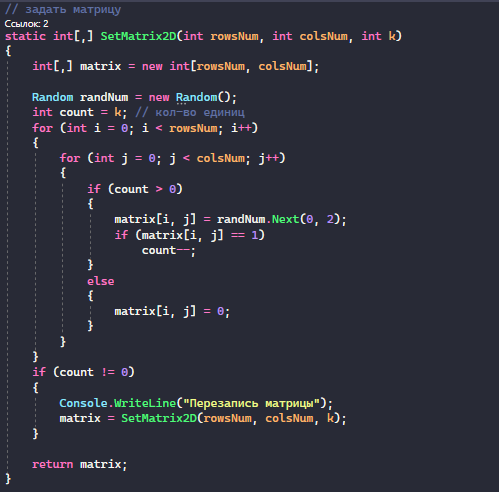 // задать матрицу
Ссылок: 2
static int[,] SetMatrix2D(int rowsNum, int colsNum, int k)
{
    int[,] matrix = new int[rowsNum, colsNum];

    Random randNum = new Random();
    int count = k; // кол-во единиц
    for (int i = 0; i < rowsNum; i++)
    {
        for (int j = 0; j < colsNum; j++)
        {
            if (count > 0)
            {
                matrix[i, j] = randNum.Next(0, 2);
                if (matrix[i, j] == 1)
                    count--;
            }
            else
            {
                matrix[i, j] = 0;
            }
        }
    }
    if (count != 0)
    {
        Console.WriteLine("Перезапись матрицы");
        matrix = SetMatrix2D(rowsNum, colsNum, k);
    }

    return matrix;
}